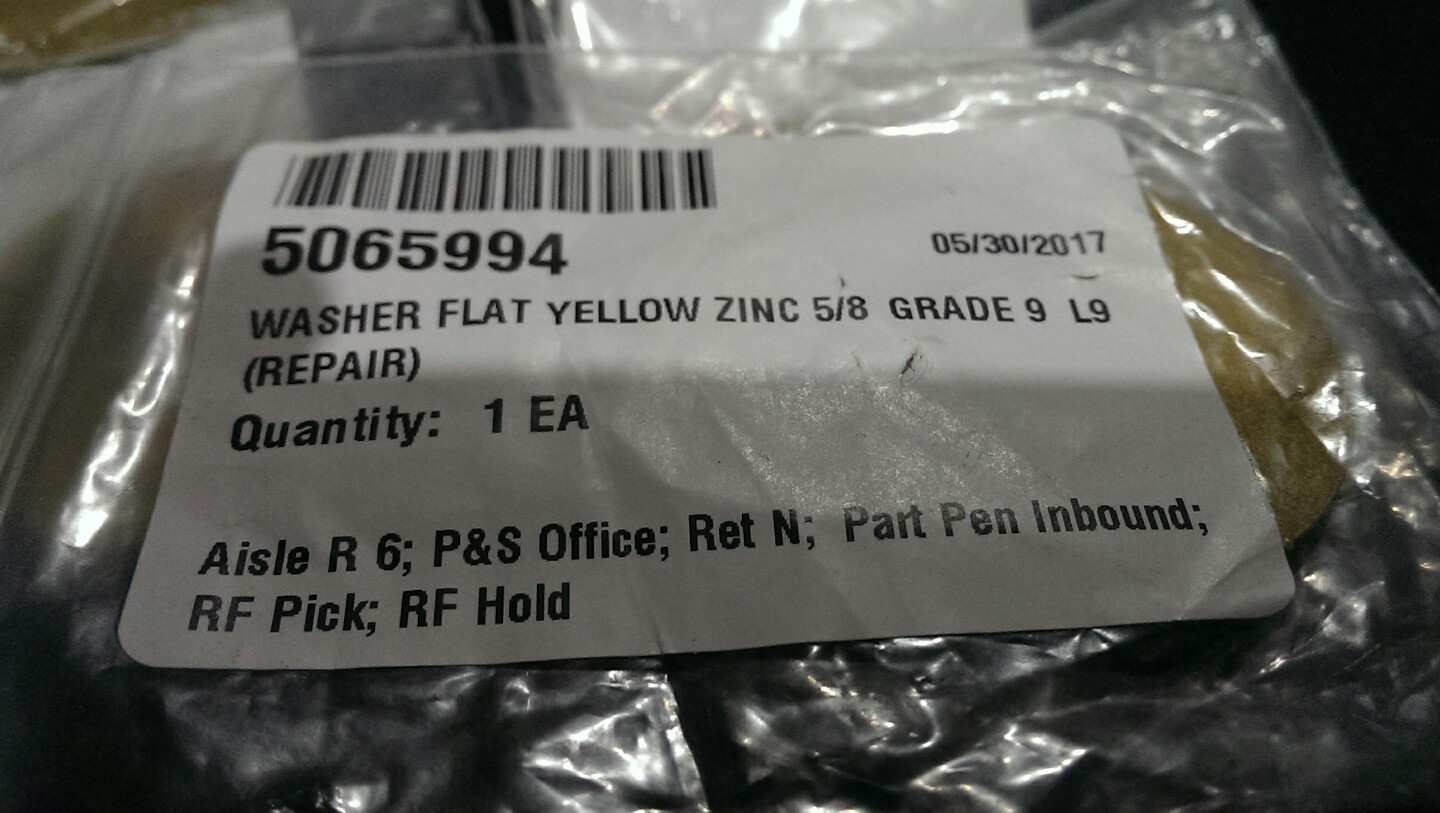 5065994
05/30/2017
WASHER FLAT YELLOW ZINC 5/8 GRADE 9 L9
(REPAIR)
Quantity: 1 EA
Aisle R 6; P&S Office; Ret N; Part Pen Inbound;
RF Pick; RF Hold